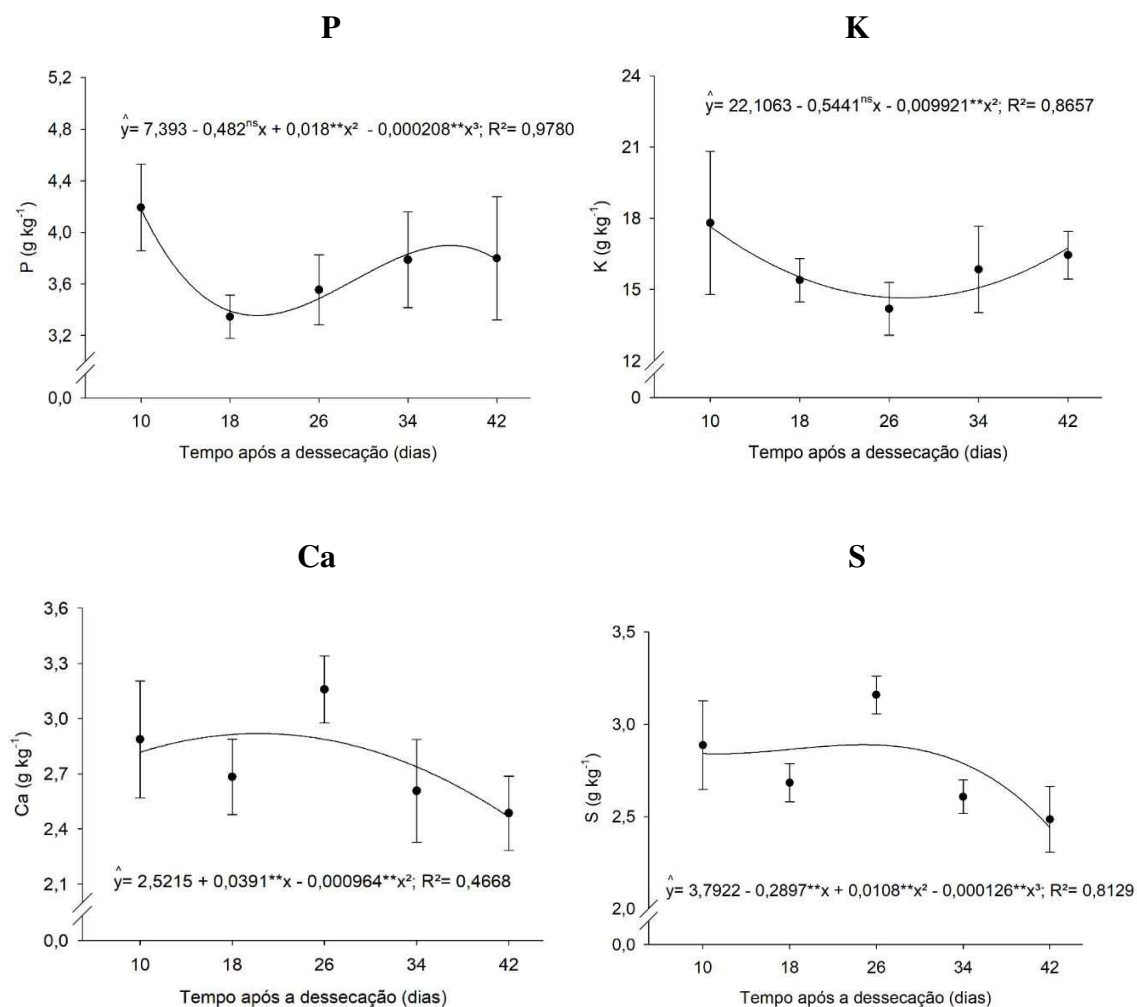 P
5,2
4,8
4,4
4,0
3,6
3,2
0,0
P (g kg⁻¹)
ŷ= 7,393 - 0,482ⁿˢx + 0,018**x² - 0,000208**x³; R²= 0,9780
10 18 26 34 42
Tempo após a dessecação (dias)
K
24
21
18
15
12
0
K (g kg⁻¹)
ŷ= 22,1063 - 0,5441ⁿˢx - 0,009921**x²; R²= 0,8657
10 18 26 34 42
Tempo após a dessecação (dias)
Ca
3,6
3,3
3,0
2,7
2,4
2,1
0,0
Ca (g kg⁻¹)
ŷ= 2,5215 + 0,0391**x - 0,000964**x²; R²= 0,4668
10 18 26 34 42
Tempo após a dessecação (dias)
S
3,5
3,0
2,5
2,0
0,0
S (g kg⁻¹)
ŷ= 3,7922 - 0,2897**x + 0,0108**x² - 0,000126**x³; R²= 0,8129
10 18 26 34 42
Tempo após a dessecação (dias)